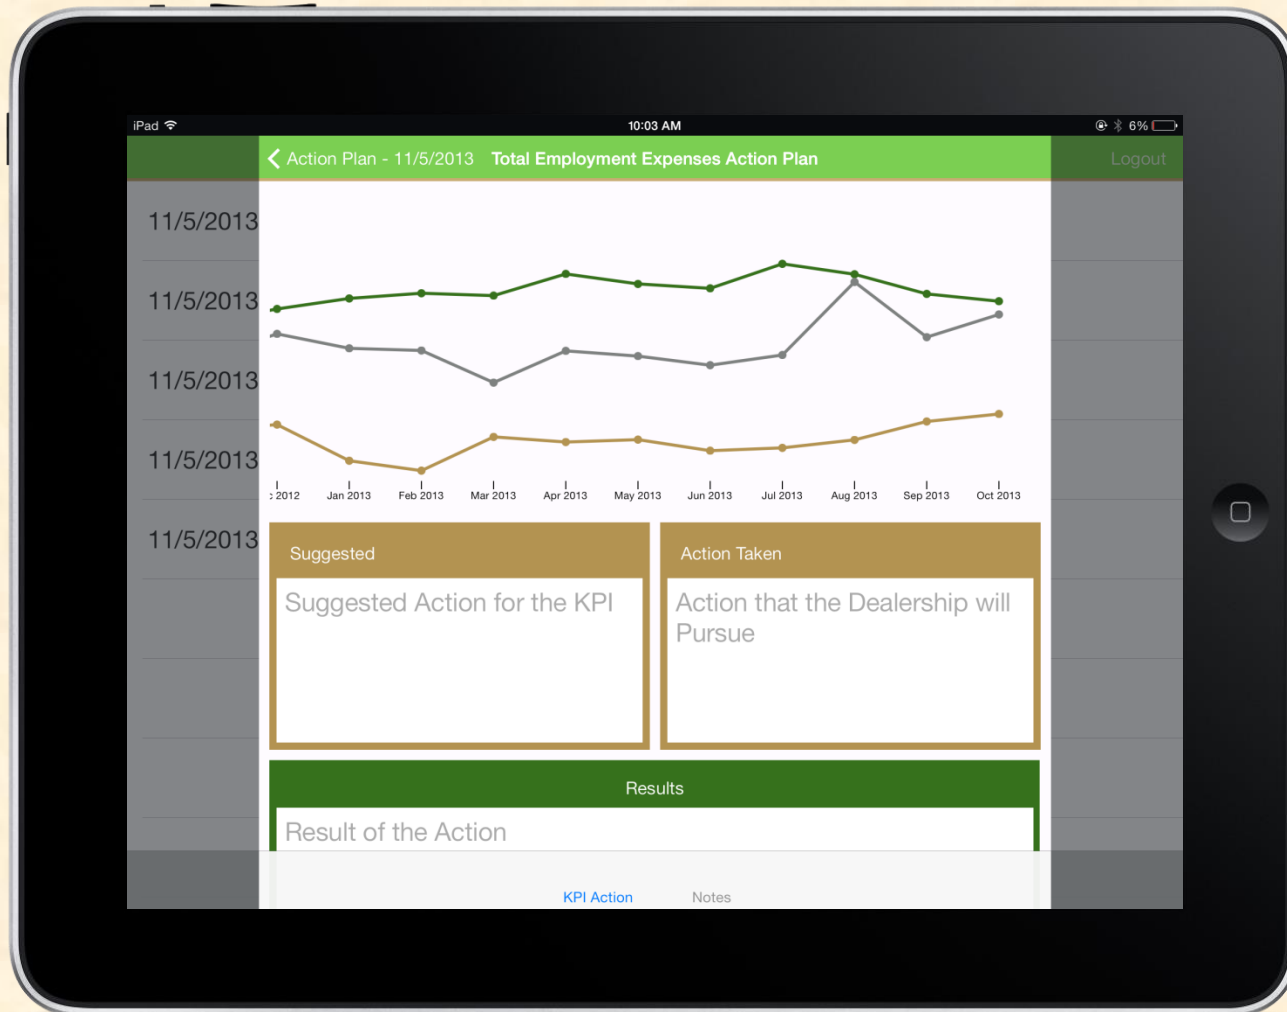 iPad 10:03 AM 6%
Action Plan - 11/5/2013 Total Employment Expenses Action Plan Logout
11/5/2013
11/5/2013
11/5/2013
11/5/2013
11/5/2013
2012 Jan 2013 Feb 2013 Mar 2013 Apr 2013 May 2013 Jun 2013 Jul 2013 Aug 2013 Sep 2013 Oct 2013
Suggested
Suggested Action for the KPI
Action Taken
Action that the Dealership will
Pursue
Results
Result of the Action
KPI Action Notes